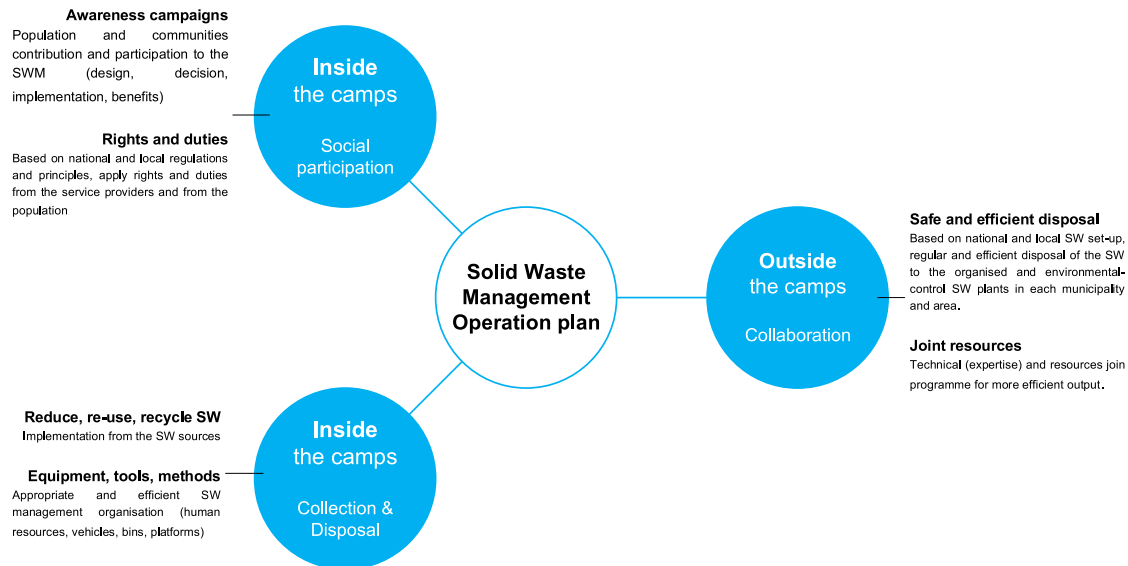 Awareness campaigns
Population and communities
contribution and participation to the
SWM (design, decision,
implementation, benefits)
Rights and duties
Based on national and local regulations
and principles, apply rights and duties
from the service providers and from the
population
Inside
the camps
Social
participation
Solid Waste
Management
Operation plan
Outside
the camps
Collaboration
Safe and efficient disposal
Based on national and local SW set-up,
regular and efficient disposal of the SW
to the organised and environmental-
control SW plants in each municipality
and area.
Joint resources
Technical (expertise) and resources join
programme for more efficient output.
Reduce, re-use, recycle SW
Implementation from the SW sources
Equipment, tools, methods
Appropriate and efficient SW
management organisation (human
resources, vehicles, bins, platforms)
Inside
the camps
Collection &
Disposal